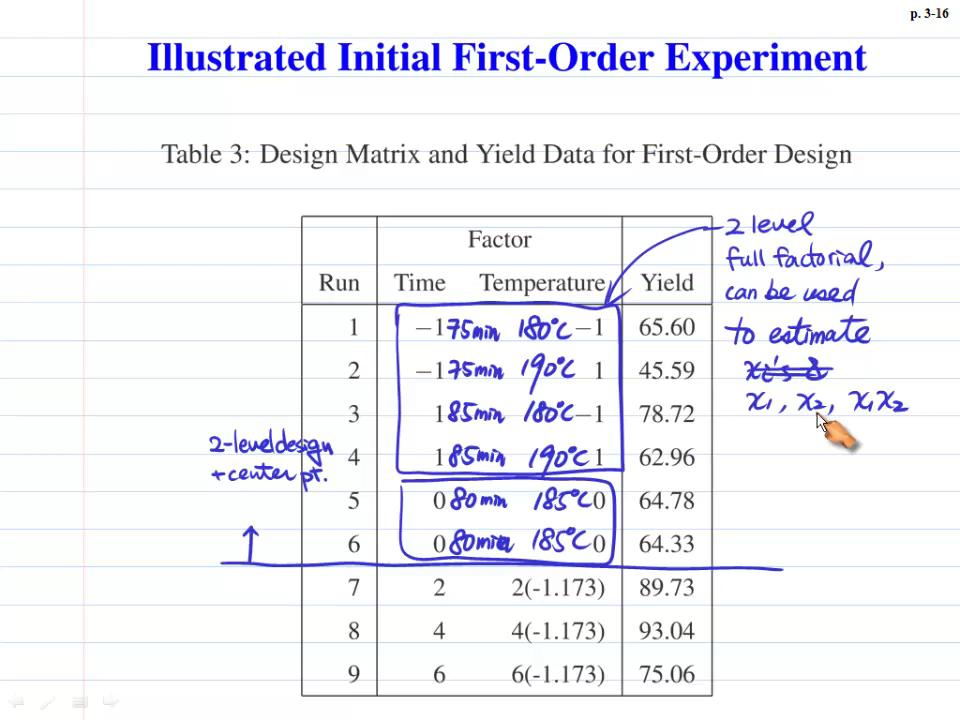 p. 3-16
Illustrated Initial First-Order Experiment
Table 3: Design Matrix and Yield Data for First-Order Design
Factor
Run Time Temperature Yield
1 −1 75min 180°C −1 65.60
2 −1 75min 190°C 1 45.59
3 1 85min 180°C −1 78.72
4 1 85min 190°C 1 62.96
5 0 80min 185°C 0 64.78
6 0 80min 185°C 0 64.33
7 2 2(-1.173) 89.73
8 4 4(-1.173) 93.04
9 6 6(-1.173) 75.06
2 level
full factorial,
can be used
to estimate
xi's &
x1, x2, x1x2
2-level design
+ center pt.